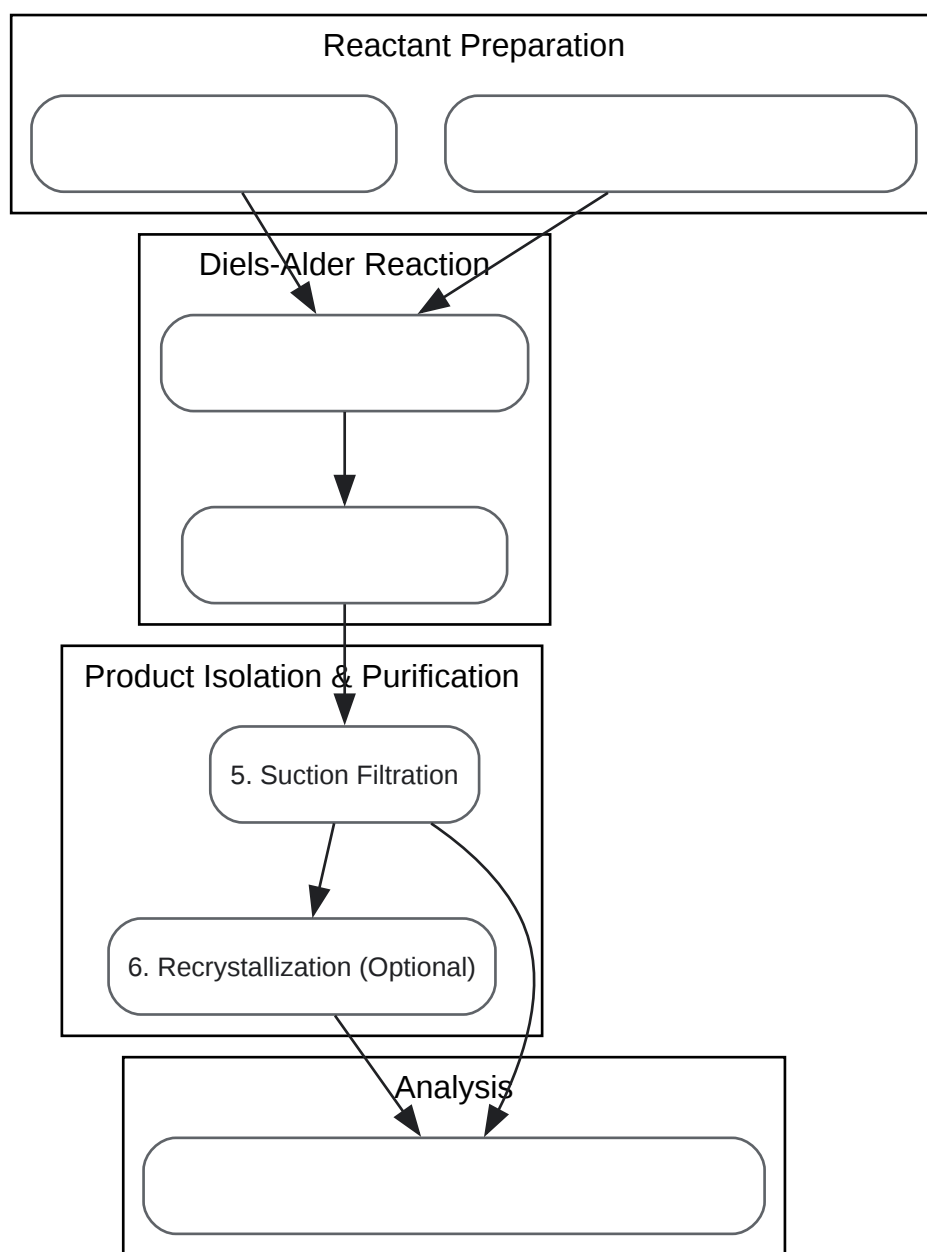 Reactant Preparation
Diels-Alder Reaction
Product Isolation & Purification
5. Suction Filtration
6. Recrystallization (Optional)
Analysis